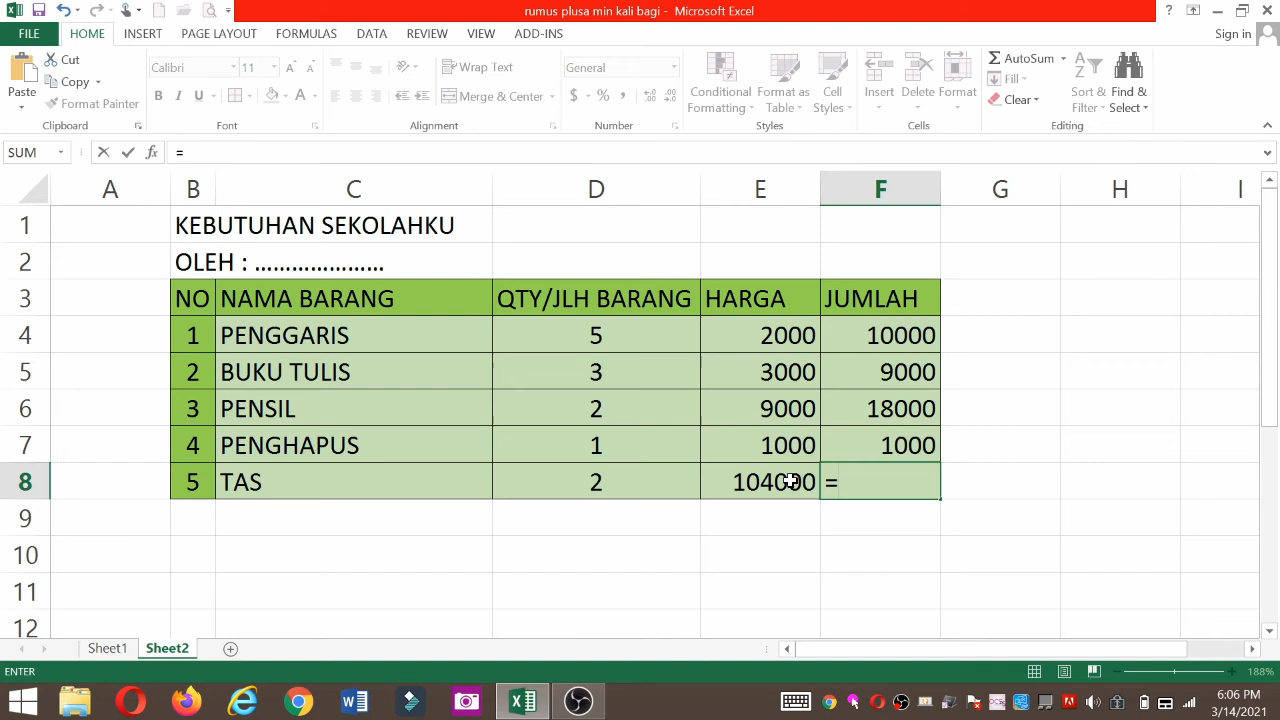 rumus plusa min kali bagi - Microsoft Excel
FILE HOME INSERT PAGE LAYOUT FORMULAS DATA REVIEW VIEW ADD-INS Sign in
Cut
Copy
Format Painter
Paste
Clipboard
Calibri 11
B I U
Font
Wrap Text
Merge & Center
Alignment
General
$ % ,
Number
Conditional Formatting
Format as Table
Cell Styles
Styles
Insert Delete Format
Cells
AutoSum
Fill
Clear
Sort & Filter
Find & Select
Editing
SUM fx =
A B C D E F G H I
1 KEBUTUHAN SEKOLAHKU
2 OLEH : .....................
3 NO NAMA BARANG QTY/JLH BARANG HARGA JUMLAH
4 1 PENGGARIS 5 2000 10000
5 2 BUKU TULIS 3 3000 9000
6 3 PENSIL 2 9000 18000
7 4 PENGHAPUS 1 1000 1000
8 5 TAS 2 104000 =
9
10
11
12
Sheet1 Sheet2
ENTER 188%
6:06 PM
3/14/2021